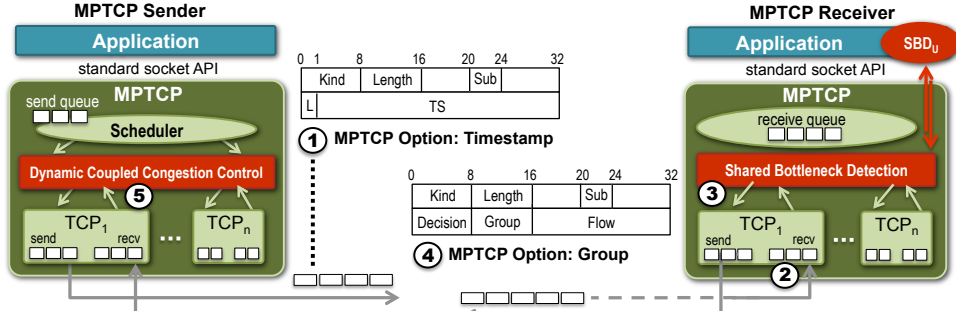 MPTCP Sender
Application
standard socket API
MPTCP
send queue
Scheduler
Dynamic Coupled Congestion Control
5
TCP1
send
recv
...
TCPn
0 1 8 16 20 24 32
Kind Length Sub
L TS
1 MPTCP Option: Timestamp
0 8 16 20 24 32
Kind Length Sub
Decision Group Flow
4 MPTCP Option: Group
MPTCP Receiver
Application
SBDU
standard socket API
MPTCP
receive queue
Shared Bottleneck Detection
3
TCP1
send
recv
2
...
TCPn